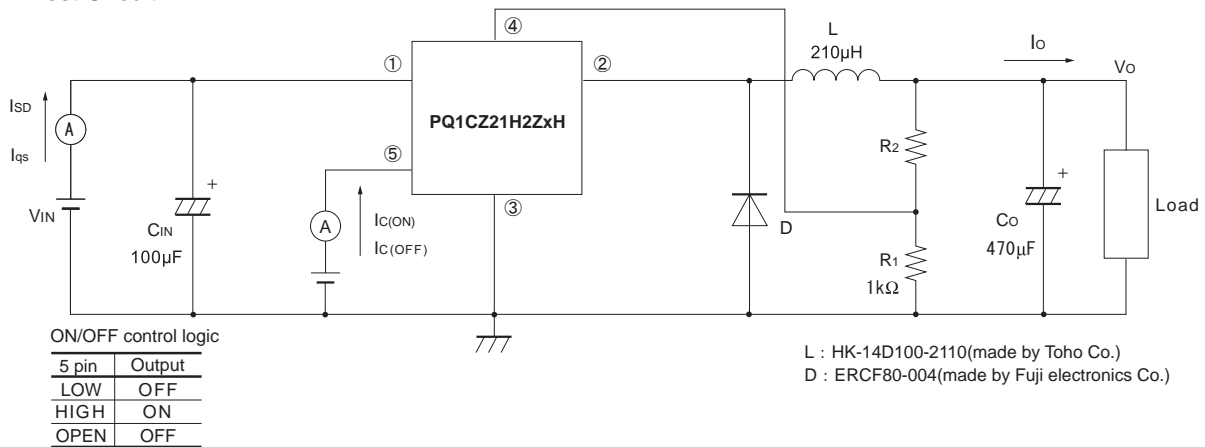 ④
L
210μH
IO
VO
①
②
ISD
A
Iqs
PQ1CZ21H2ZxH
R2
⑤
+
+
VIN
CIN
100μF
A
IC(ON)
IC(OFF)
③
D
CO
470μF
Load
R1
1kΩ
ON/OFF control logic
5 pin Output
LOW OFF
HIGH ON
OPEN OFF
L : HK-14D100-2110(made by Toho Co.)
D : ERCF80-004(made by Fuji electronics Co.)